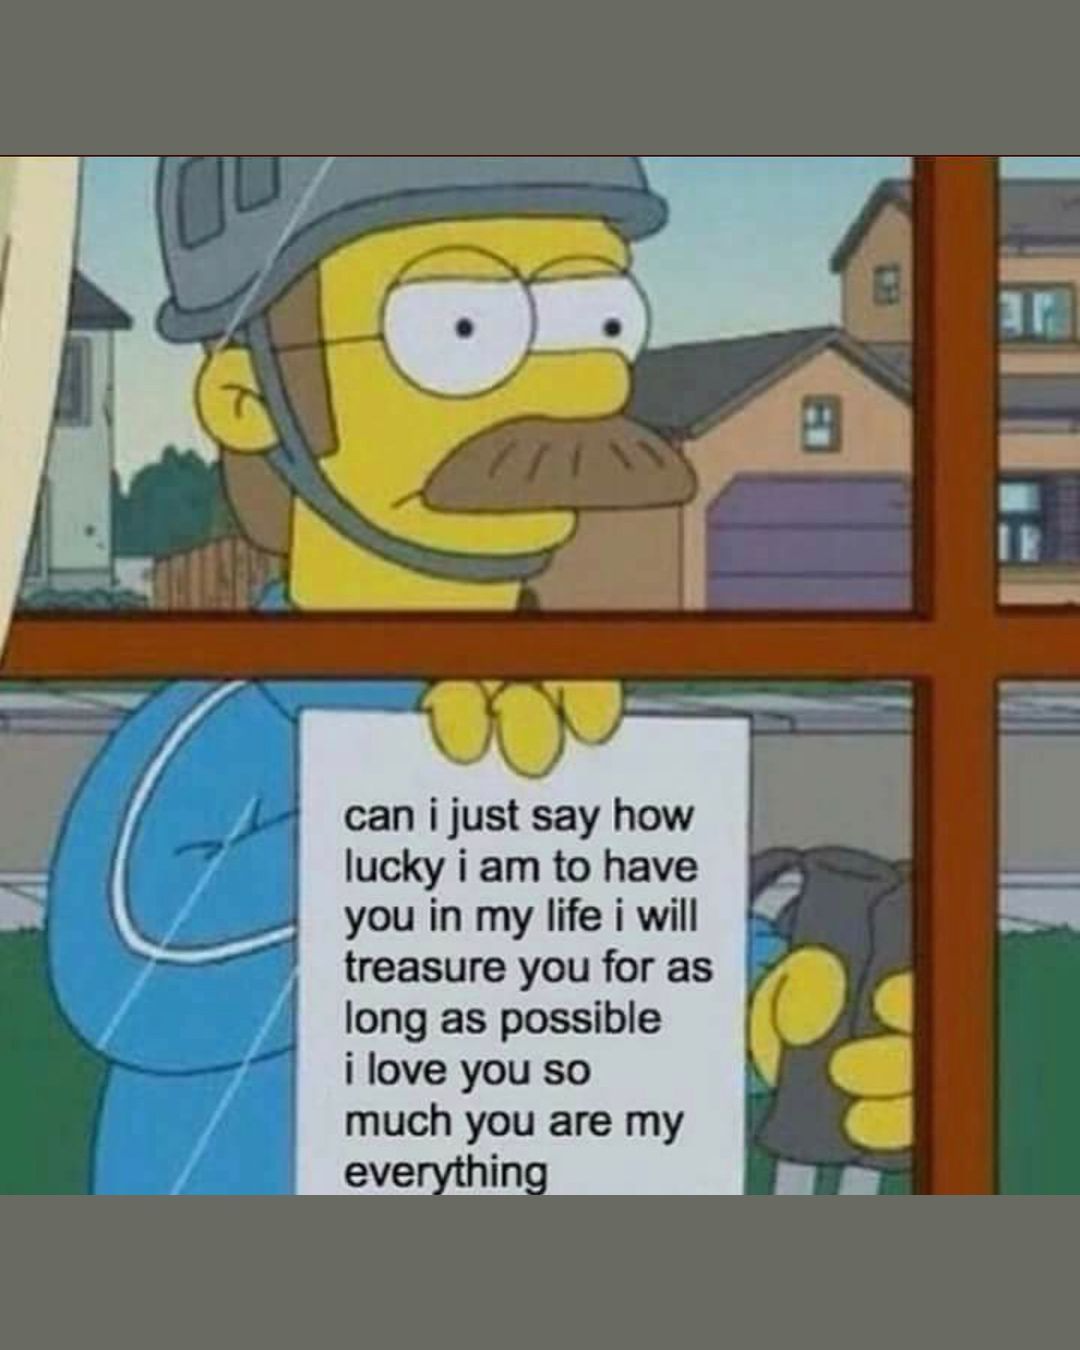 can i just say how
lucky i am to have
you in my life i will
treasure you for as
long as possible
i love you so
much you are my
everything